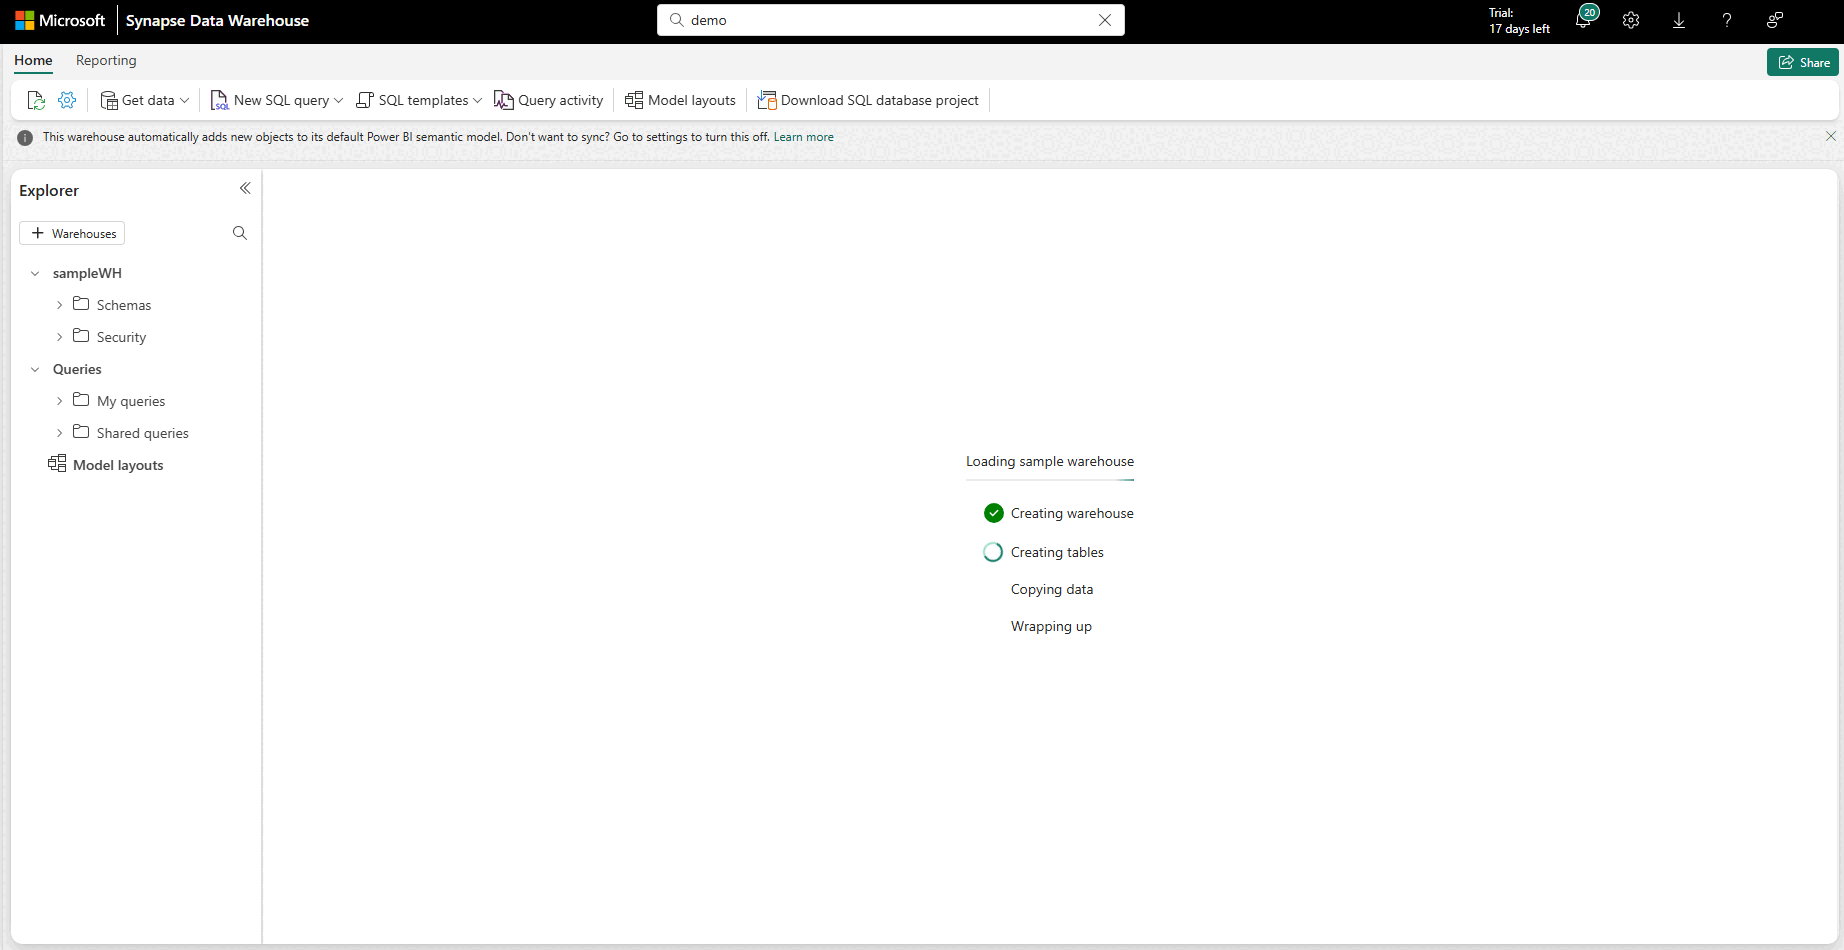 Microsoft Synapse Data Warehouse
demo
Trial:
17 days left
20
Home Reporting
Share
Get data New SQL query SQL templates Query activity Model layouts Download SQL database project
This warehouse automatically adds new objects to its default Power BI semantic model. Don't want to sync? Go to settings to turn this off. Learn more
Explorer
Warehouses
sampleWH
Schemas
Security
Queries
My queries
Shared queries
Model layouts
Loading sample warehouse
Creating warehouse
Creating tables
Copying data
Wrapping up